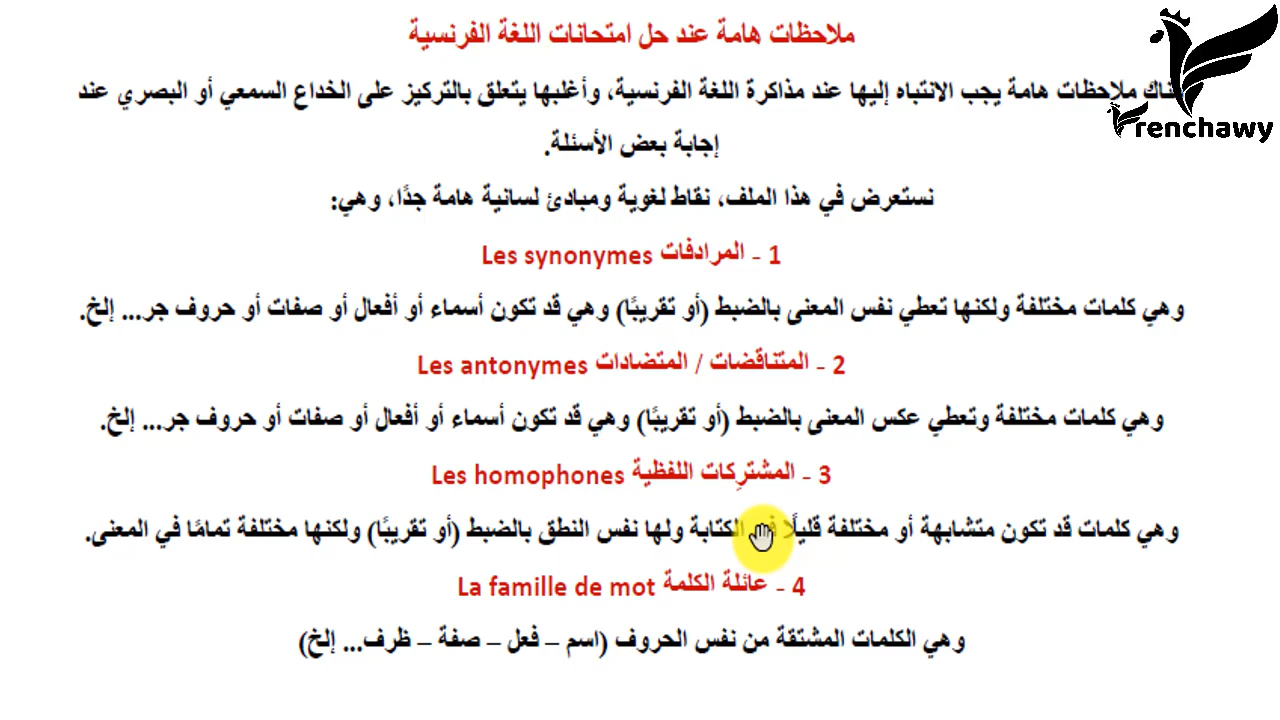 ملاحظات هامة عند حل امتحانات اللغة الفرنسية
ملاحظات هامة يجب الانتباه إليها عند مذاكرة اللغة الفرنسية، وأغلبها يتعلق بالتركيز على الخداع السمعي أو البصري عند
إجابة بعض الأسئلة.
نستعرض في هذا الملف، نقاط لغوية ومبادئ لسانية هامة جدًا، وهي:
1 - المرادفات Les synonymes
وهي كلمات مختلفة ولكنها تعطي نفس المعنى بالضبط (أو تقريبًا) وهي قد تكون أسماء أو أفعال أو صفات أو حروف جر... إلخ.
2 - المتناقضات / المتضادات Les antonymes
وهي كلمات مختلفة وتعطي عكس المعنى بالضبط (أو تقريبًا) وهي قد تكون أسماء أو أفعال أو صفات أو حروف جر... إلخ.
3 - المشترِكات اللفظية Les homophones
وهي كلمات قد تكون متشابهة أو مختلفة قليلًا في الكتابة ولها نفس النطق بالضبط (أو تقريبًا) ولكنها مختلفة تمامًا في المعنى.
4 - عائلة الكلمة La famille de mot
وهي الكلمات المشتقة من نفس الحروف (اسم – فعل – صفة – ظرف... إلخ)
Frenchawy